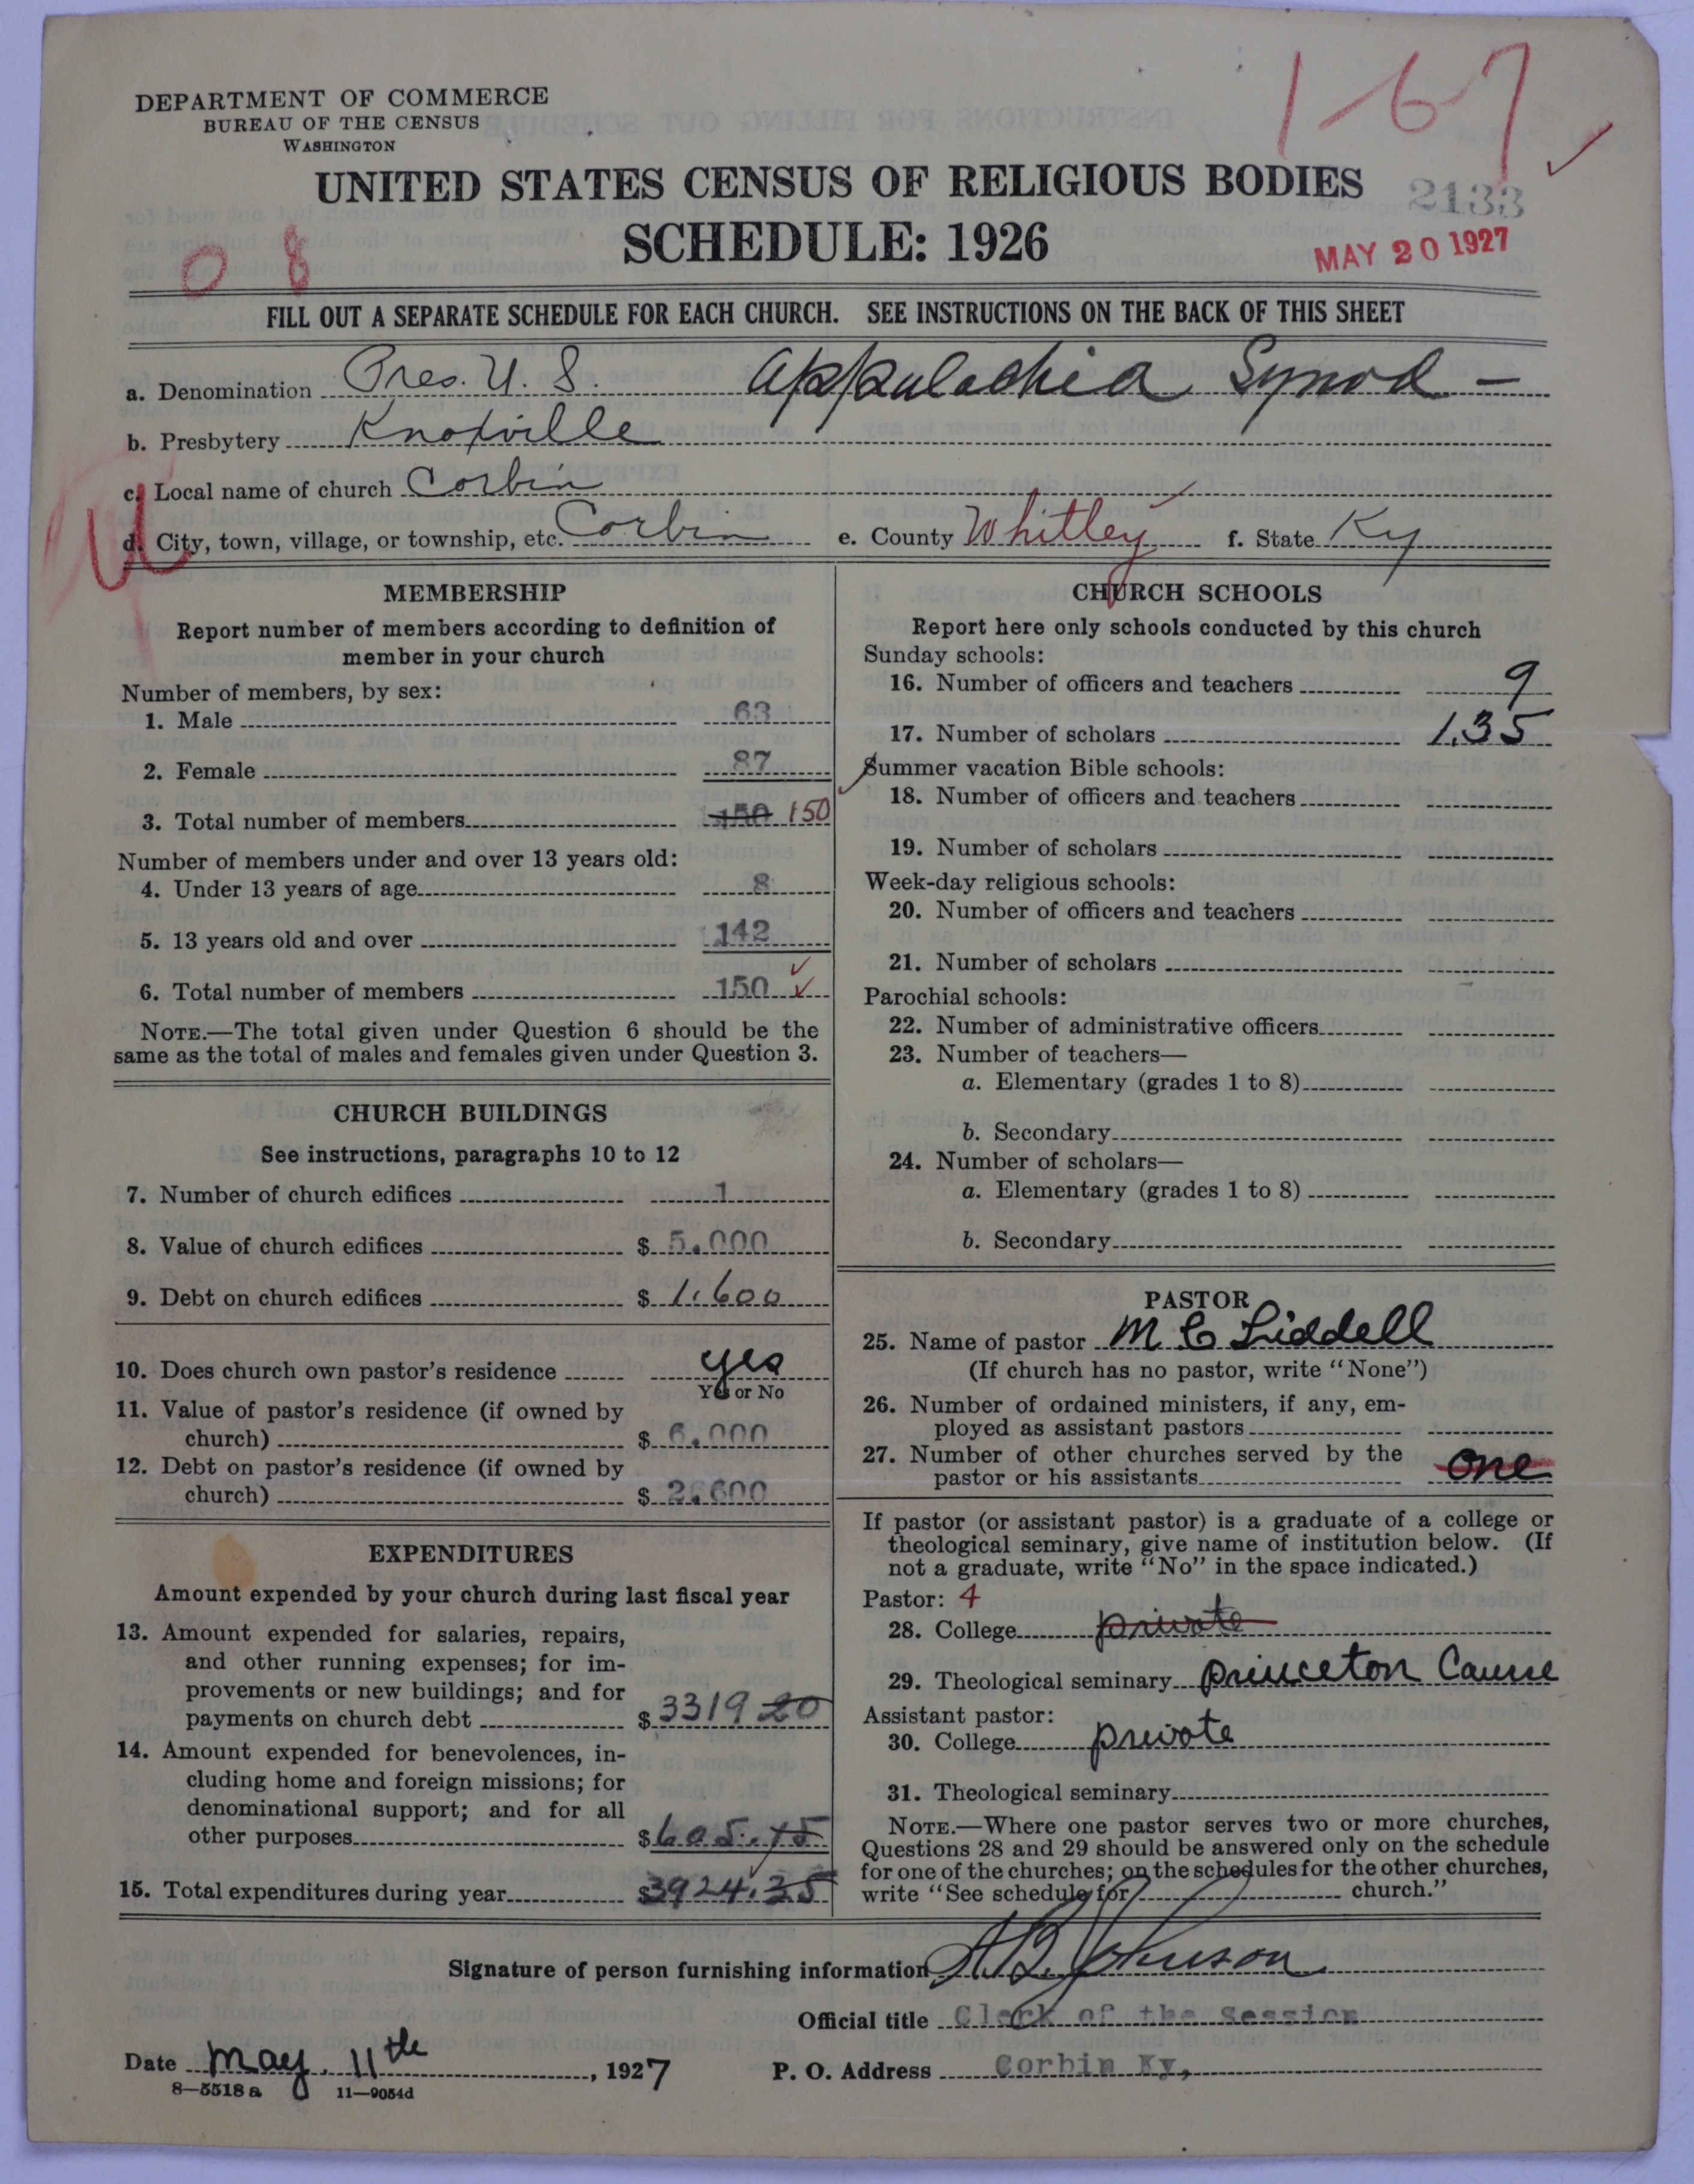 1-67
DEPARTMENT OF COMMERCE
BUREAU OF THE CENSUS
WASHINGTON
UNITED STATES CENSUS OF RELIGIOUS BODIES
2133
SCHEDULE: 1926
MAY 20 1927
0 8
FILL OUT A SEPARATE SCHEDULE FOR EACH CHURCH. SEE INSTRUCTIONS ON THE BACK OF THIS SHEET
a. Denomination Pres. U. S. Appalachia Synod –
b. Presbytery Knoxville
c. Local name of church Corbin
d. City, town, village, or township, etc. Corbin e. County Whitley f. State Ky
MEMBERSHIP
Report number of members according to definition of
member in your church
Number of members, by sex:
1. Male 63
2. Female 87
3. Total number of members 150 150
Number of members under and over 13 years old:
4. Under 13 years of age 8
5. 13 years old and over 142
6. Total number of members 150
NOTE.—The total given under Question 6 should be the
same as the total of males and females given under Question 3.
CHURCH BUILDINGS
See instructions, paragraphs 10 to 12
7. Number of church edifices 1
8. Value of church edifices $ 5.000
9. Debt on church edifices $ 1.600
10. Does church own pastor's residence yes
Yes or No
11. Value of pastor's residence (if owned by
church) $ 6.000
12. Debt on pastor's residence (if owned by
church) $ 2.600
EXPENDITURES
Amount expended by your church during last fiscal year
13. Amount expended for salaries, repairs,
and other running expenses; for im-
provements or new buildings; and for
payments on church debt $ 3319 20
14. Amount expended for benevolences, in-
cluding home and foreign missions; for
denominational support; and for all
other purposes $ 605.15
15. Total expenditures during year $ 3924.35
CHURCH SCHOOLS
Report here only schools conducted by this church
Sunday schools:
16. Number of officers and teachers 9
17. Number of scholars 1.35
Summer vacation Bible schools:
18. Number of officers and teachers
19. Number of scholars
Week-day religious schools:
20. Number of officers and teachers
21. Number of scholars
Parochial schools:
22. Number of administrative officers
23. Number of teachers—
a. Elementary (grades 1 to 8)
b. Secondary
24. Number of scholars—
a. Elementary (grades 1 to 8)
b. Secondary
PASTOR
25. Name of pastor M C Liddell
(If church has no pastor, write "None")
26. Number of ordained ministers, if any, em-
ployed as assistant pastors
27. Number of other churches served by the
pastor or his assistants one
If pastor (or assistant pastor) is a graduate of a college or
theological seminary, give name of institution below. (If
not a graduate, write "No" in the space indicated.)
Pastor: 4
28. College private
29. Theological seminary princeton Caurse
Assistant pastor:
30. College private
31. Theological seminary
NOTE.—Where one pastor serves two or more churches,
Questions 28 and 29 should be answered only on the schedule
for one of the churches; on the schedules for the other churches,
write "See schedule for church."
Signature of person furnishing information A.B. Johnson
Official title Clerk of the Session
Date May. 11th, 1927 P. O. Address Corbin Ky,
8—5518 a 11—9054d